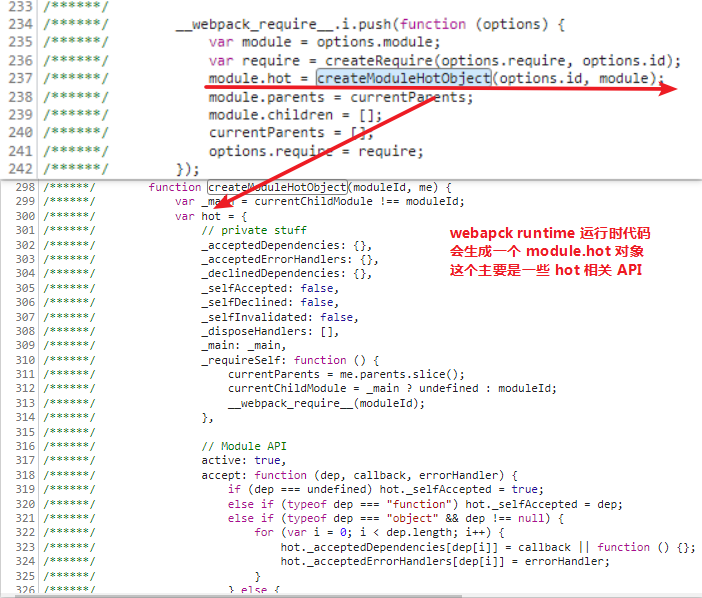 233 /******/
234 /******/ __webpack_require__.i.push(function (options) {
235 /******/ var module = options.module;
236 /******/ var require = createRequire(options.require, options.id);
237 /******/ module.hot = createModuleHotObject(options.id, module);
238 /******/ module.parents = currentParents;
239 /******/ module.children = [];
240 /******/ currentParents = [];
241 /******/ options.require = require;
242 /******/ });
298 /******/ function createModuleHotObject(moduleId, me) {
299 /******/ var _main = currentChildModule !== moduleId;
300 /******/ var hot = {
301 /******/ // private stuff
302 /******/ _acceptedDependencies: {},
303 /******/ _acceptedErrorHandlers: {},
304 /******/ _declinedDependencies: {},
305 /******/ _selfAccepted: false,
306 /******/ _selfDeclined: false,
307 /******/ _selfInvalidated: false,
308 /******/ _disposeHandlers: [],
309 /******/ _main: _main,
310 /******/ _requireSelf: function () {
311 /******/ currentParents = me.parents.slice();
312 /******/ currentChildModule = _main ? undefined : moduleId;
313 /******/ __webpack_require__(moduleId);
314 /******/ },
315 /******/
316 /******/ // Module API
317 /******/ active: true,
318 /******/ accept: function (dep, callback, errorHandler) {
319 /******/ if (dep === undefined) hot._selfAccepted = true;
320 /******/ else if (typeof dep === "function") hot._selfAccepted = dep;
321 /******/ else if (typeof dep === "object" && dep !== null) {
322 /******/ for (var i = 0; i < dep.length; i++) {
323 /******/ hot._acceptedDependencies[dep[i]] = callback || function () {};
324 /******/ hot._acceptedErrorHandlers[dep[i]] = errorHandler;
325 /******/ }
326 /******/ } else {
webapck runtime 运行时代码
会生成一个 module.hot 对象
这个主要是一些 hot 相关 API